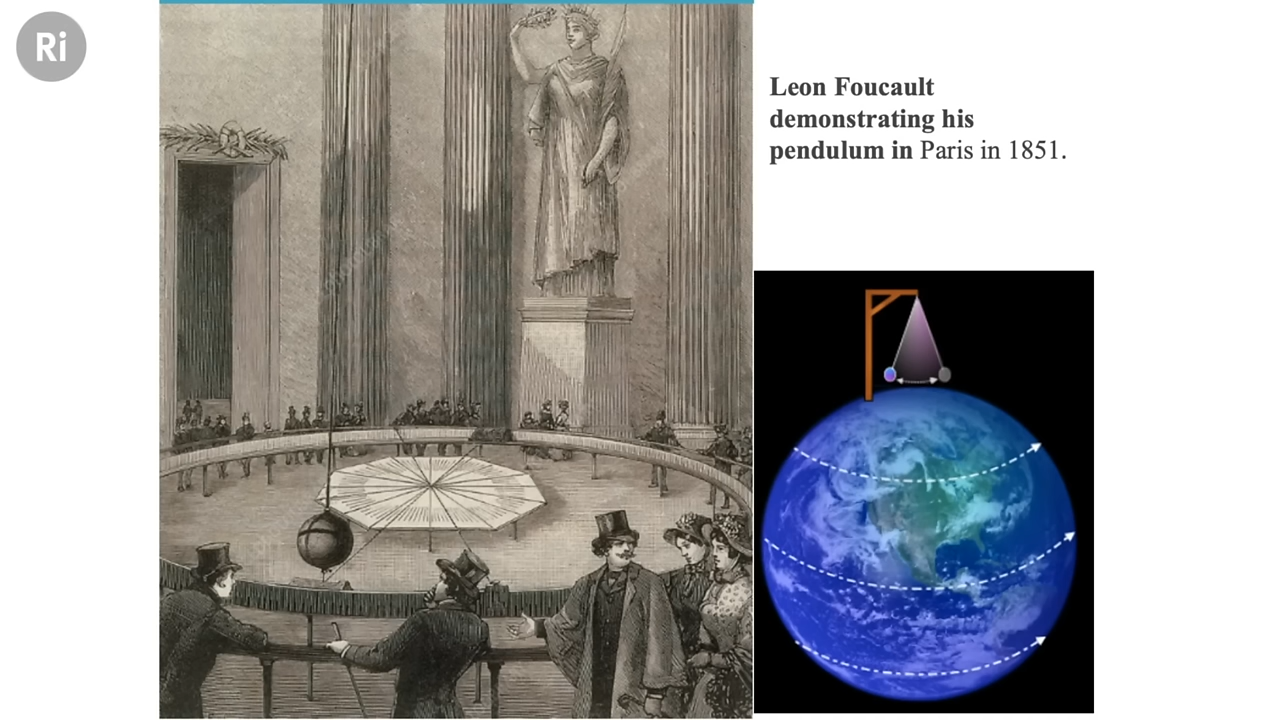 Ri
Leon Foucault
demonstrating his
pendulum in Paris in 1851.